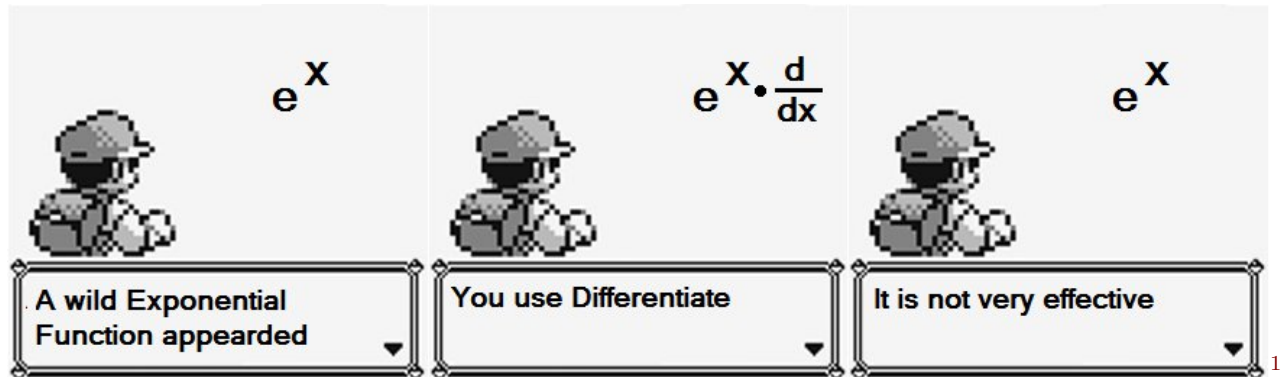 e^x
A wild Exponential
Function appearded
e^x · d/dx
You use Differentiate
e^x
It is not very effective
1